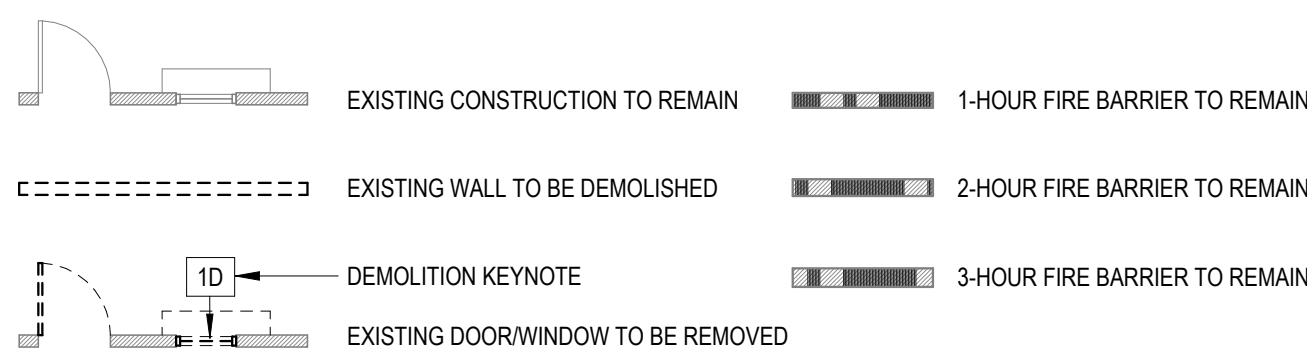 EXISTING CONSTRUCTION TO REMAIN
1-HOUR FIRE BARRIER TO REMAIN
EXISTING WALL TO BE DEMOLISHED
2-HOUR FIRE BARRIER TO REMAIN
1D
DEMOLITION KEYNOTE
3-HOUR FIRE BARRIER TO REMAIN
EXISTING DOOR/WINDOW TO BE REMOVED